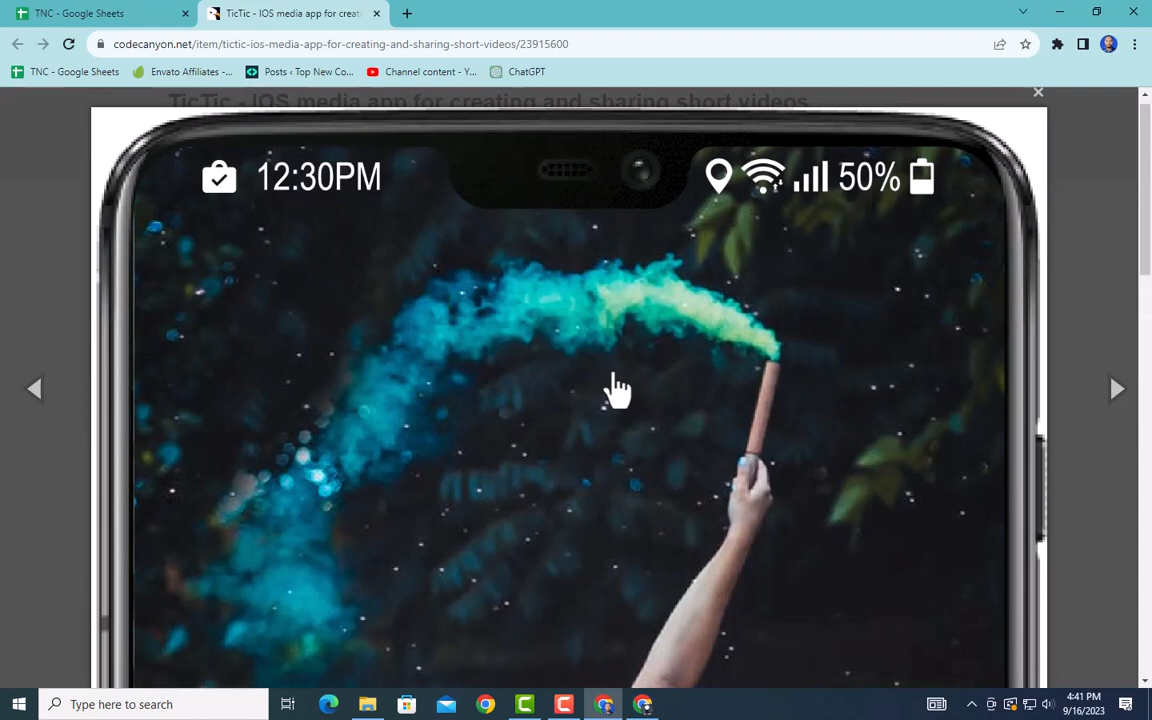 TNC - Google Sheets
TicTic - IOS media app for creati
codecanyon.net/item/tictic-ios-media-app-for-creating-and-sharing-short-videos/23915600
TNC - Google Sheets
Envato Affiliates -...
Posts ‹ Top New Co...
Channel content - Y...
ChatGPT
TicTic - IOS media app for creating and sharing short videos
12:30PM
50%
Type here to search
4:41 PM
9/16/2023